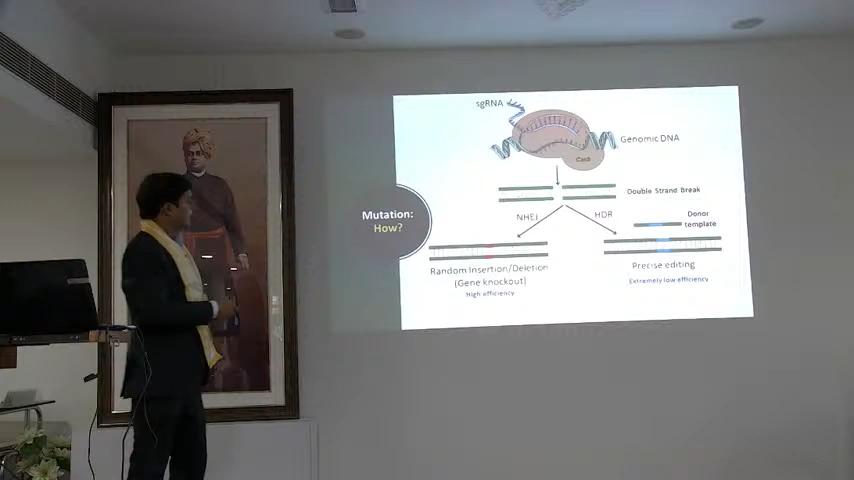 sgRNA
Genomic DNA
Cas9
Double Strand Break
Mutation:
How?
NHEJ
HDR
Donor
template
Random Insertion/Deletion
(Gene knockout)
High efficiency
Precise editing
Extremely low efficiency